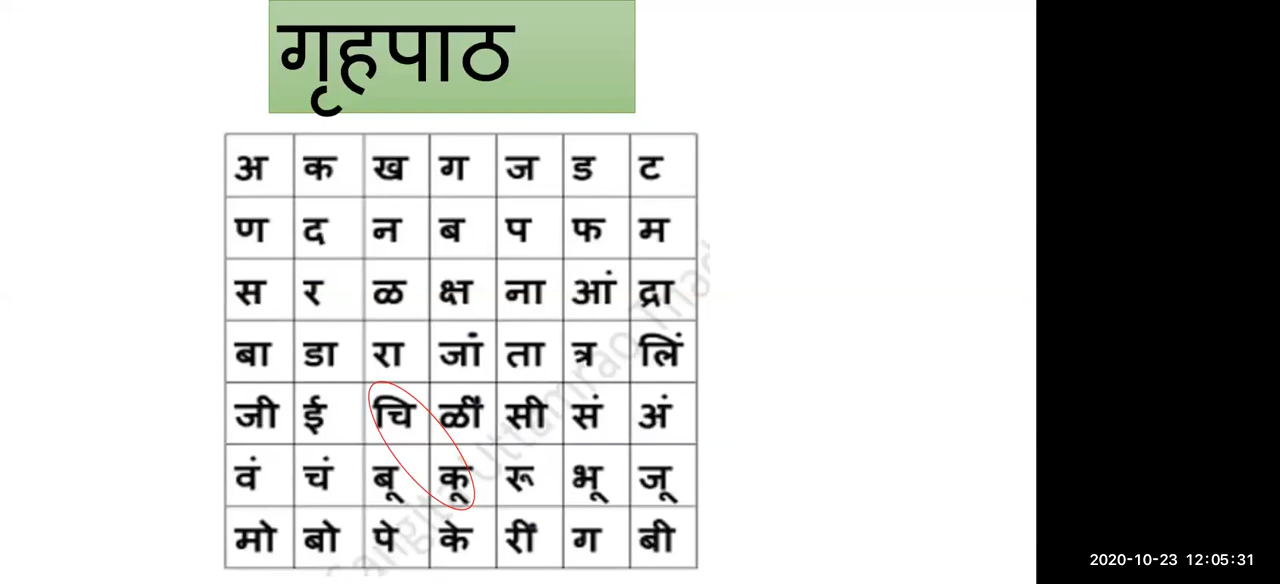 गृहपाठ
अ क ख ग ज ड ट
ण द न ब प फ म
स र ळ क्ष ना आं द्रा
बा डा रा जां ता त्र लिं
जी ई चि ळीं सी सं अं
वं चं बू कू रू भू जू
मो बो पे के रीं ग बी
2020-10-23 12:05:31